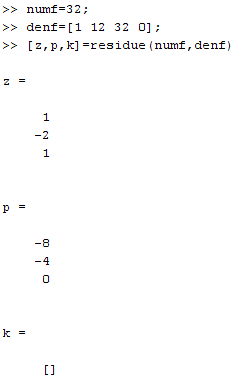 >> numf=32;
>> denf=[1 12 32 0];
>> [z,p,k]=residue(numf,denf)
z =
1
-2
1
p =
-8
-4
0
k =
[]